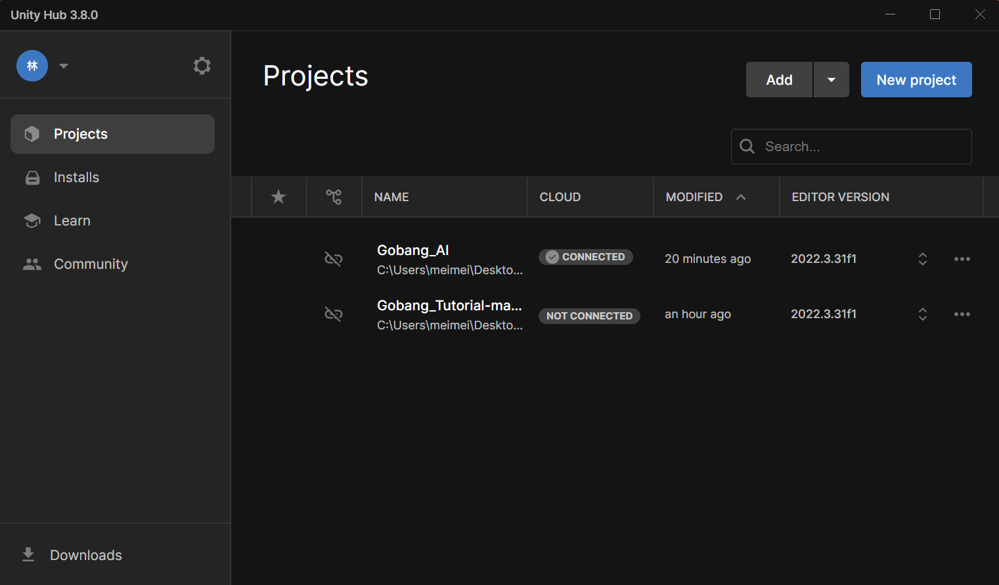 Unity Hub 3.8.0
林
Projects
Installs
Learn
Community
Downloads
Projects
Add
New project
Search...
NAME CLOUD MODIFIED EDITOR VERSION
Gobang_AI
C:\Users\meimei\Deskto...
CONNECTED
20 minutes ago
2022.3.31f1
Gobang_Tutorial-ma...
C:\Users\meimei\Deskto...
NOT CONNECTED
an hour ago
2022.3.31f1